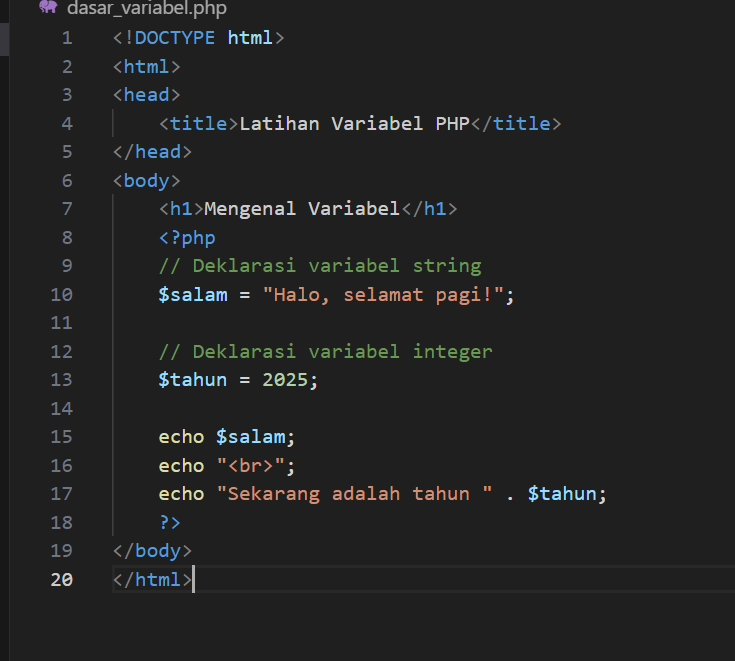 dasar_variabel.php
1 <!DOCTYPE html>
2 <html>
3 <head>
4     <title>Latihan Variabel PHP</title>
5 </head>
6 <body>
7     <h1>Mengenal Variabel</h1>
8     <?php
9     // Deklarasi variabel string
10     $salam = "Halo, selamat pagi!";
11
12     // Deklarasi variabel integer
13     $tahun = 2025;
14
15     echo $salam;
16     echo "<br>";
17     echo "Sekarang adalah tahun " . $tahun;
18     ?>
19 </body>
20 </html>